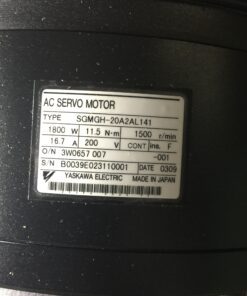 AC SERVO MOTOR
TYPE SGMGH-20A2AL141
1800 W 11.5 N·m 1500 r/min
16.7 A 200 V CONT ins. F
O/N 3W0657 007 -001
S/N B0039E023110001 DATE 0309
YASKAWA ELECTRIC MADE IN JAPAN